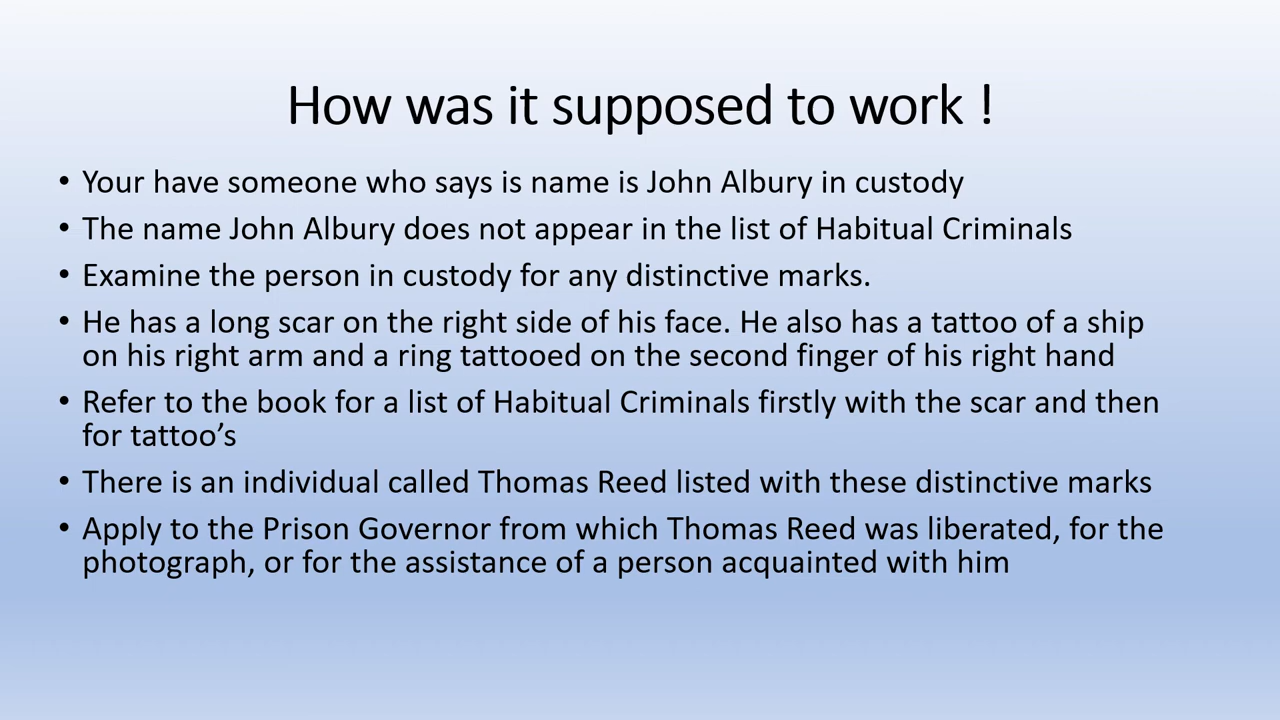 How was it supposed to work !
• Your have someone who says is name is John Albury in custody
• The name John Albury does not appear in the list of Habitual Criminals
• Examine the person in custody for any distinctive marks.
• He has a long scar on the right side of his face. He also has a tattoo of a ship
on his right arm and a ring tattooed on the second finger of his right hand
• Refer to the book for a list of Habitual Criminals firstly with the scar and then
for tattoo’s
• There is an individual called Thomas Reed listed with these distinctive marks
• Apply to the Prison Governor from which Thomas Reed was liberated, for the
photograph, or for the assistance of a person acquainted with him